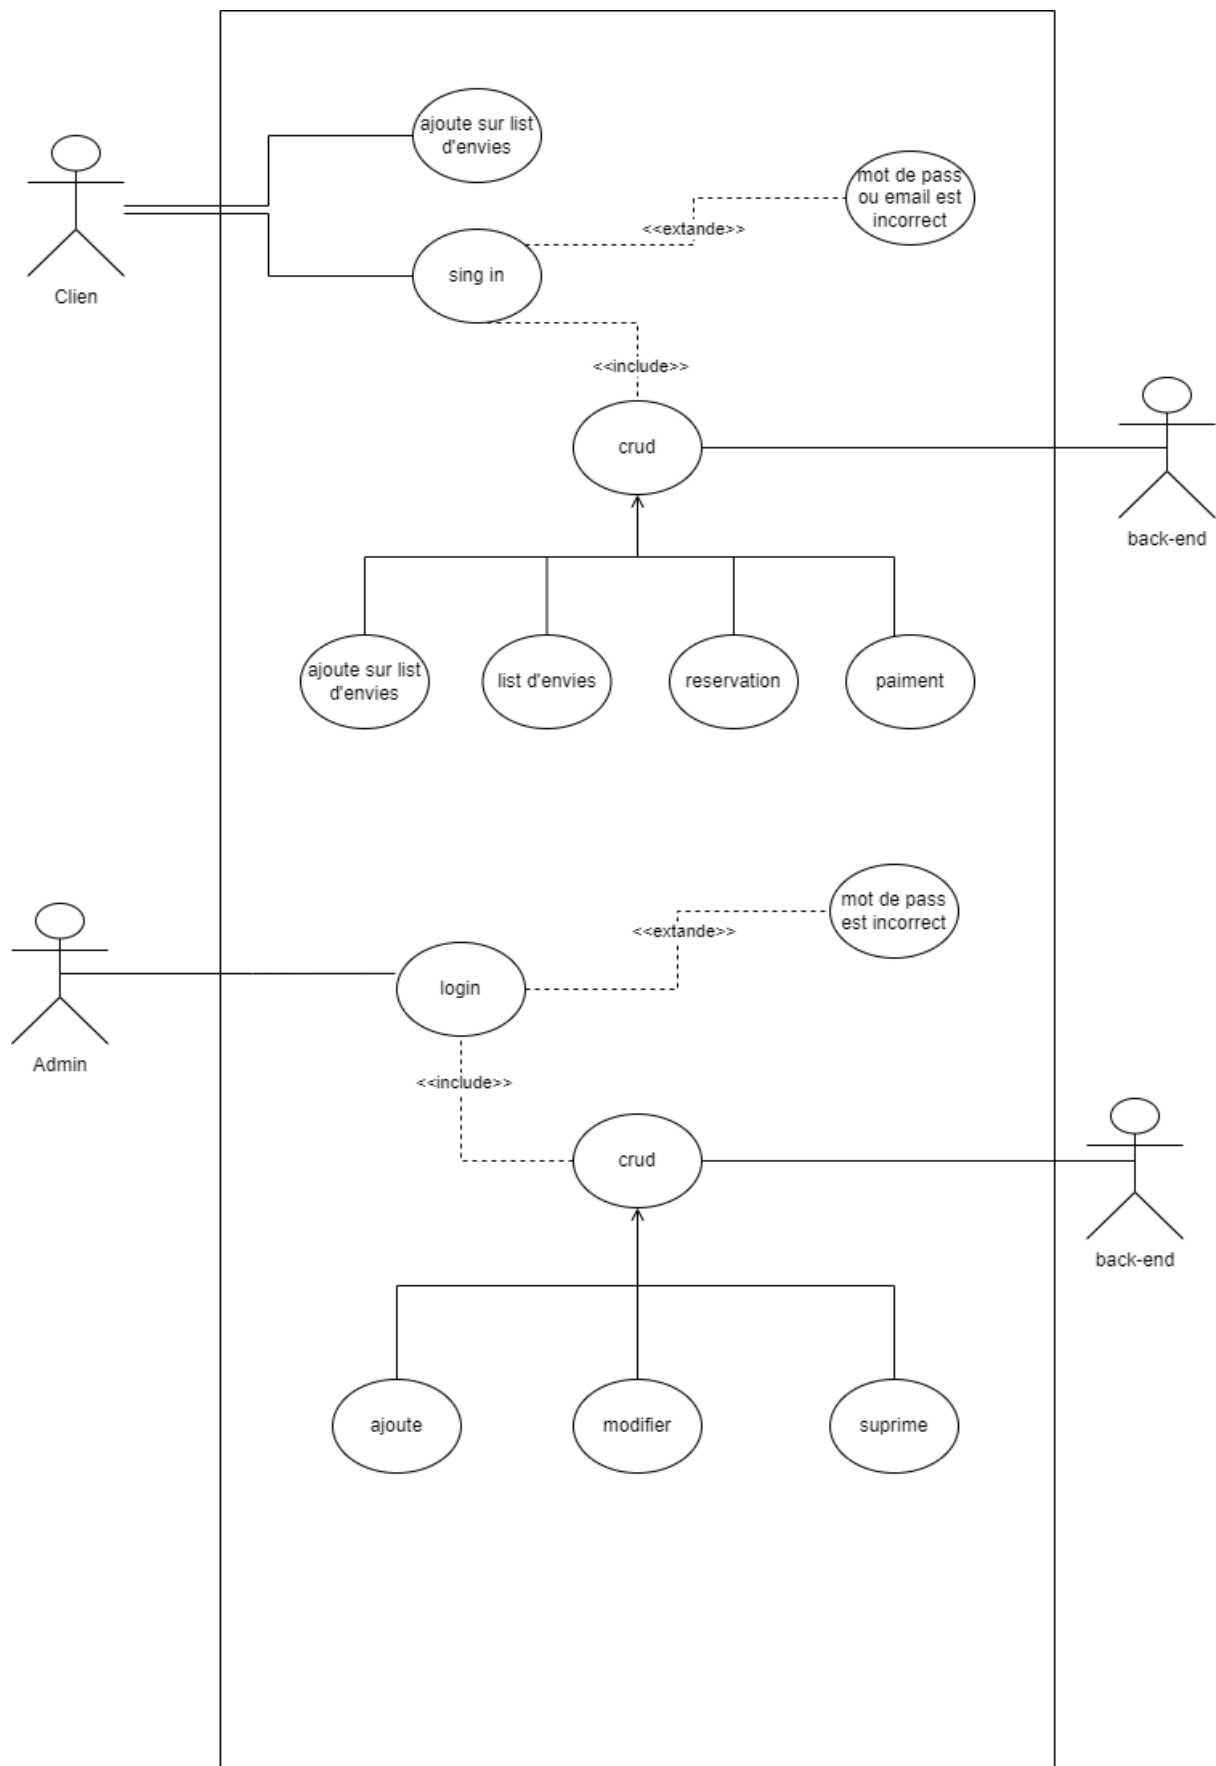 ajoute sur list
d'envies
mot de pass
ou email est
incorrect
<<extande>>
sing in
Clien
<<include>>
crud
back-end
ajoute sur list
d'envies
list d'envies
reservation
paiment
mot de pass
est incorrect
<<extande>>
login
Admin
<<include>>
crud
back-end
ajoute
modifier
suprime